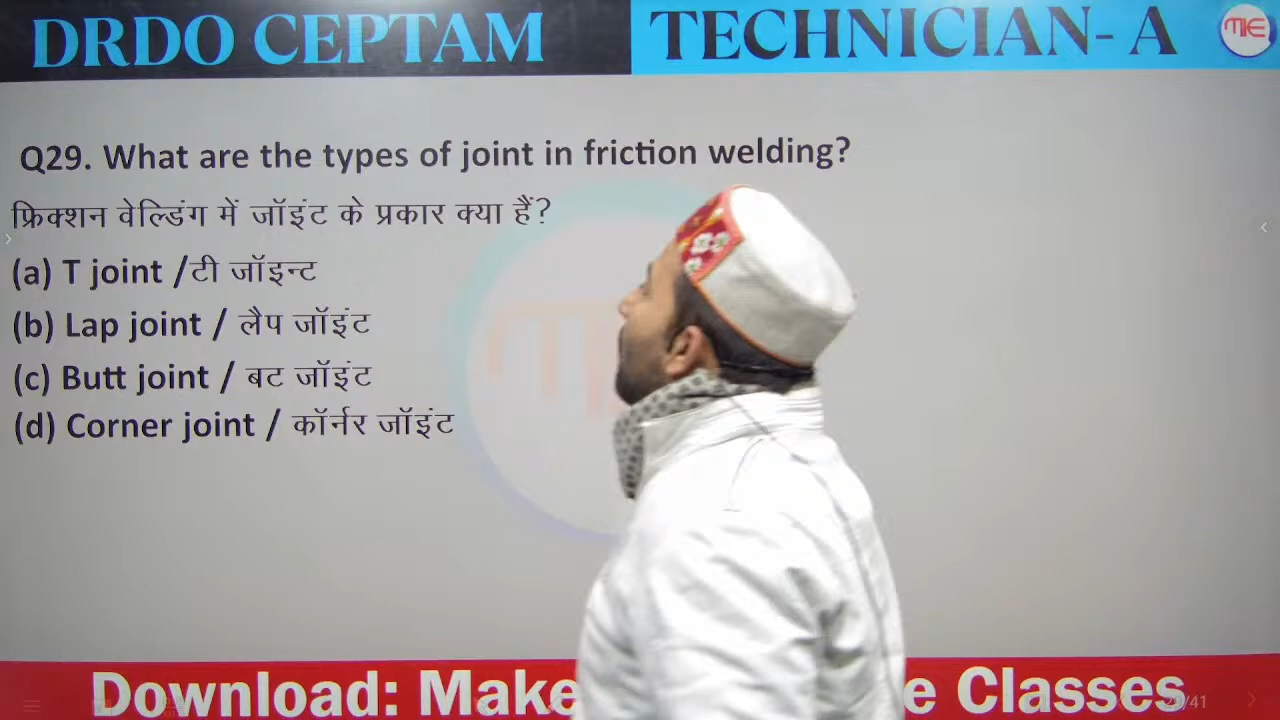 DRDO CEPTAM TECHNICIAN- A
MIE
Q29. What are the types of joint in friction welding?
फ्रिक्शन वेल्डिंग में जॉइंट के प्रकार क्या हैं?
(a) T joint /टी जॉइन्ट
(b) Lap joint / लैप जॉइंट
(c) Butt joint / बट जॉइंट
(d) Corner joint / कॉर्नर जॉइंट
Download: Make e Classes